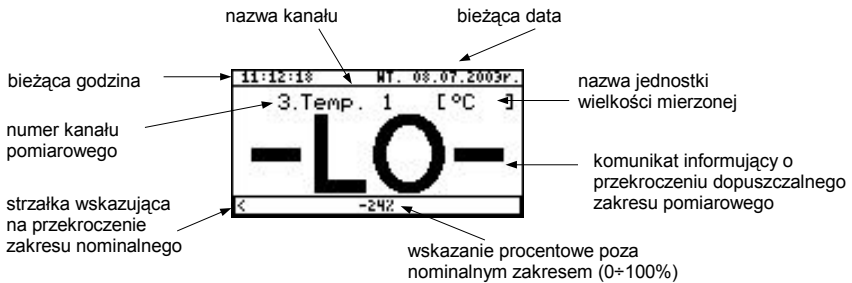 nazwa kanału
bieżąca data
bieżąca godzina
11:12:18 WT. 08.07.2003r.
nazwa jednostki
wielkości mierzonej
3.Temp. 1 [ °C ]
numer kanału
pomiarowego
-LO-
komunikat informujący o
przekroczeniu dopuszczalnego
zakresu pomiarowego
strzałka wskazująca
na przekroczenie
zakresu nominalnego
< -24%
wskazanie procentowe poza
nominalnym zakresem (0÷100%)